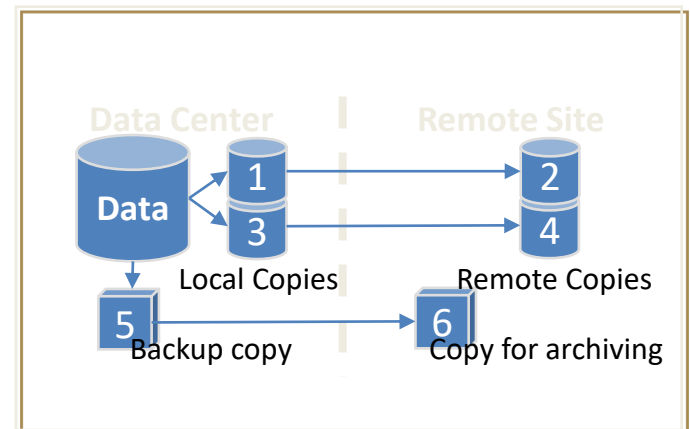 Data Center Remote Site
1 2
Data
3 4
Local Copies Remote Copies
5 6
Backup copy Copy for archiving